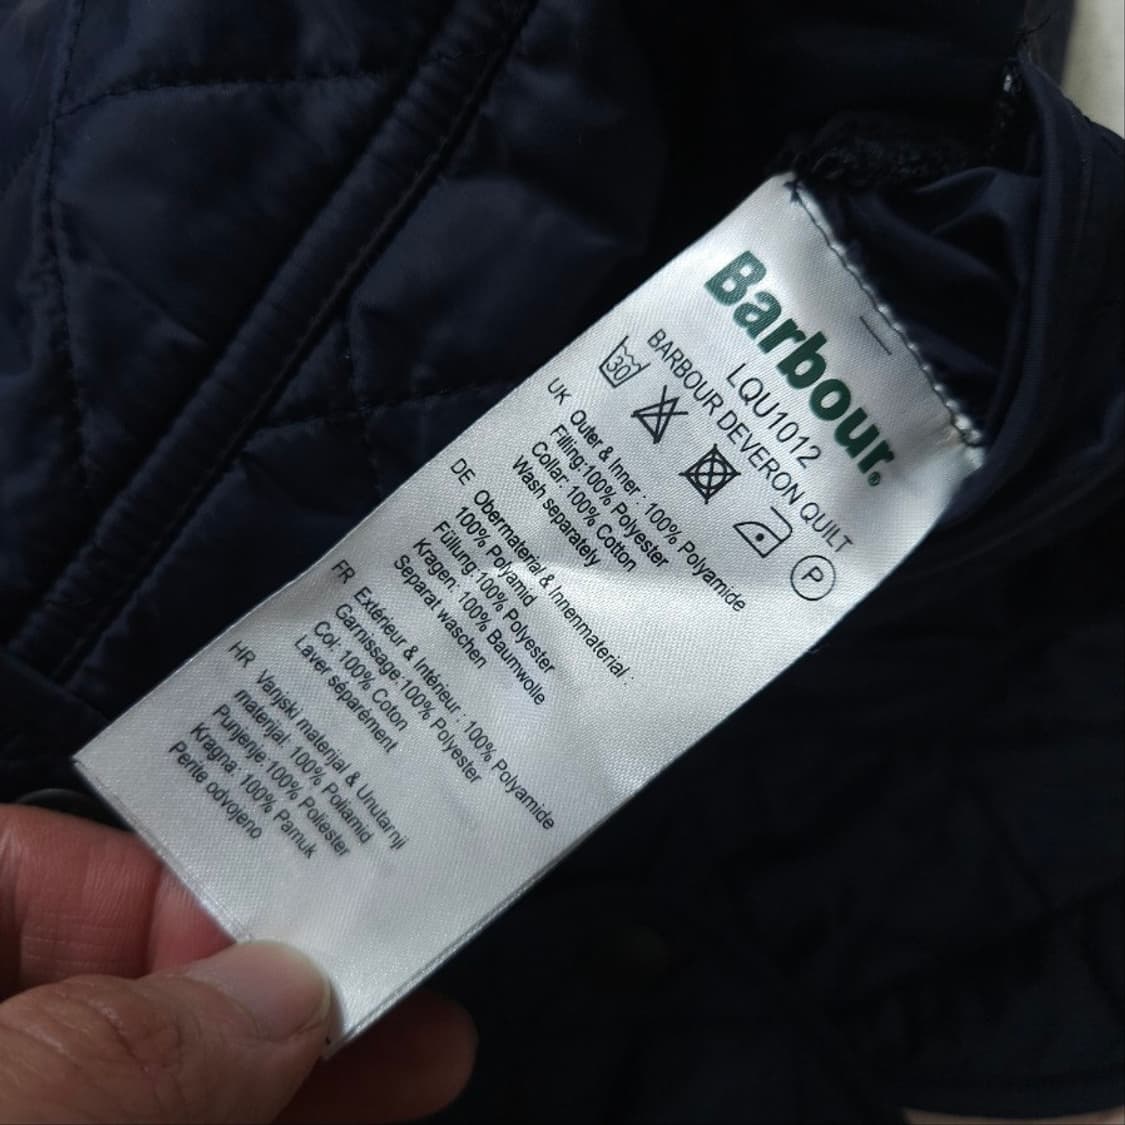 Barbour®
LQU1012
BARBOUR DEVERON QUILT
30 P
UK Outer & Inner : 100% Polyamide
Filling:100% Polyester
Collar: 100% Cotton
Wash separately
DE Obermaterial & Innenmaterial :
100% Polyamid
Füllung:100% Polyester
Kragen: 100% Baumwolle
Separat waschen
FR Extérieur & Intérieur : 100% Polyamide
Garnissage:100% Polyester
Col: 100% Coton
Laver séparément
HR Vanjski materijal & Unutarnji
materijal: 100% Poliamid
Punjenje:100% Poliester
Kragna: 100% Pamuk
Perite odvojeno